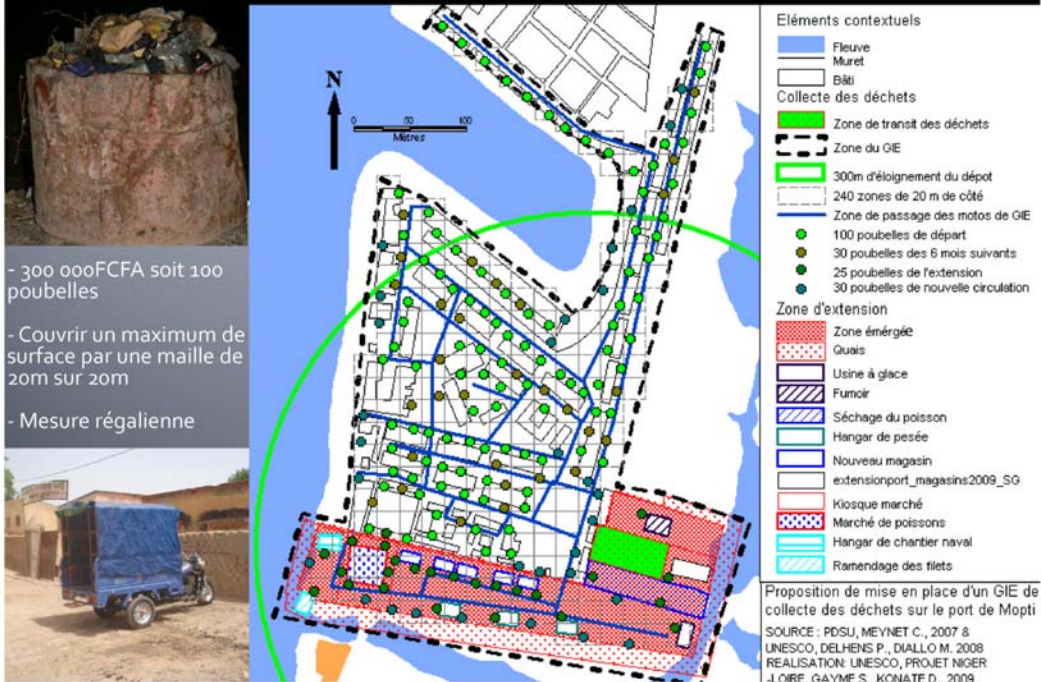 - 300 000FCFA soit 100
poubelles
- Couvrir un maximum de
surface par une maille de
20m sur 20m
- Mesure régalienne
N
0 50 100
Mètres
Eléments contextuels
Fleuve
Muret
Bâti
Collecte des déchets
Zone de transit des déchets
Zone du GIE
300m d'éloignement du dépot
240 zones de 20 m de côté
Zone de passage des motos de GIE
100 poubelles de départ
30 poubelles des 6 mois suivants
25 poubelles de l'extension
30 poubelles de nouvelle circulation
Zone d'extension
Zone émérgée
Quais
Usine à glace
Fumoir
Séchage du poisson
Hangar de pesée
Nouveau magasin
extensionport_magasins2009_SG
Kiosque marché
Marché de poissons
Hangar de chantier naval
Ramendage des filets
Proposition de mise en place d'un GIE de
collecte des déchets sur le port de Mopti
SOURCE : PDSU, MEYNET C., 2007 &
UNESCO, DELHENS P., DIALLO M. 2008
REALISATION: UNESCO, PROJET NIGER
-LOIRE, GAYME S., KONATE D., 2009